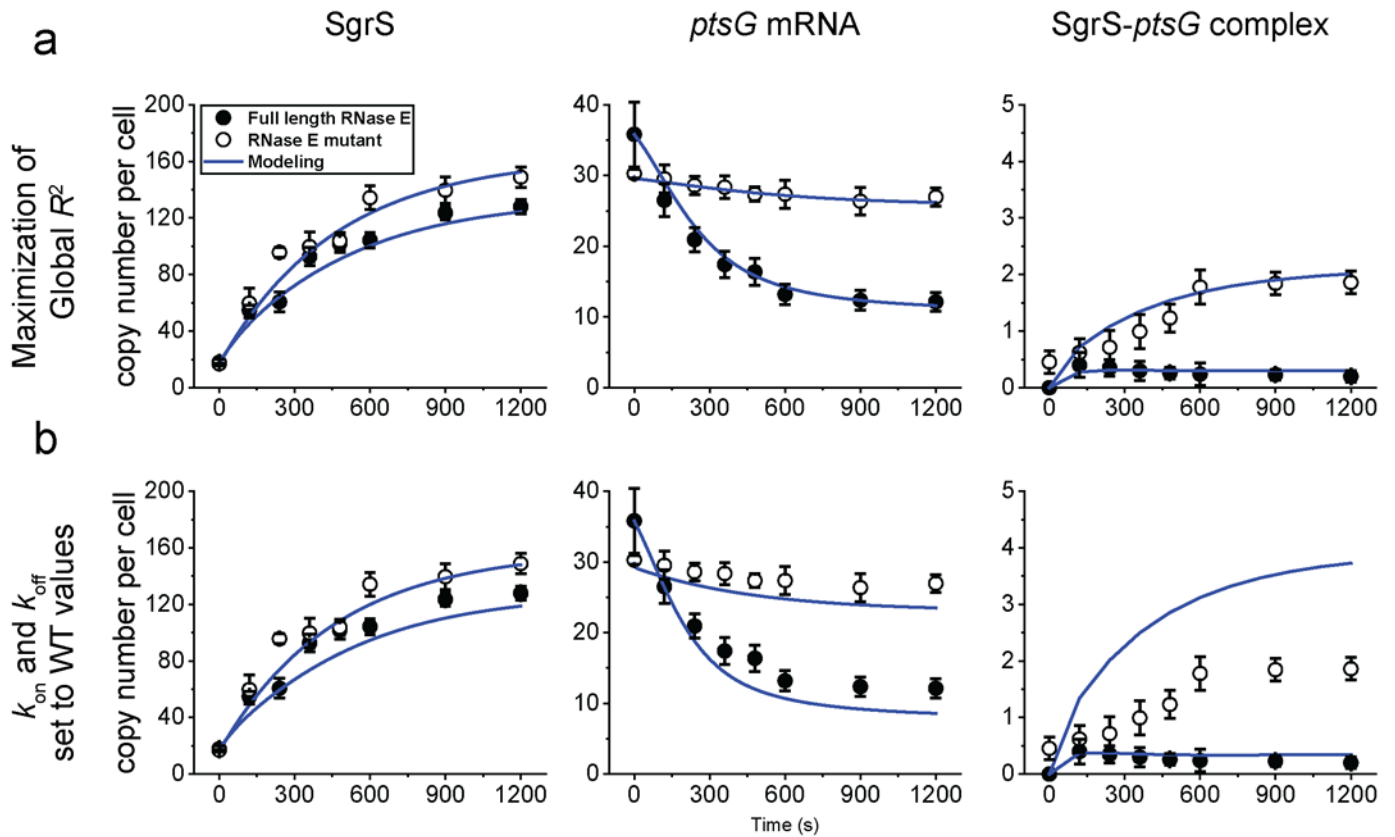 a
SgrS
ptsG mRNA
SgrS-ptsG complex
Maximization of
Global R²
copy number per cell
200
160
120
80
40
0
Full length RNase E
RNase E mutant
Modeling
0 300 600 900 1200
40
30
20
10
0
0 300 600 900 1200
5
4
3
2
1
0
0 300 600 900 1200
b
kon and koff
set to WT values
copy number per cell
200
160
120
80
40
0
0 300 600 900 1200
40
30
20
10
0
0 300 600 900 1200
5
4
3
2
1
0
0 300 600 900 1200
Time (s)